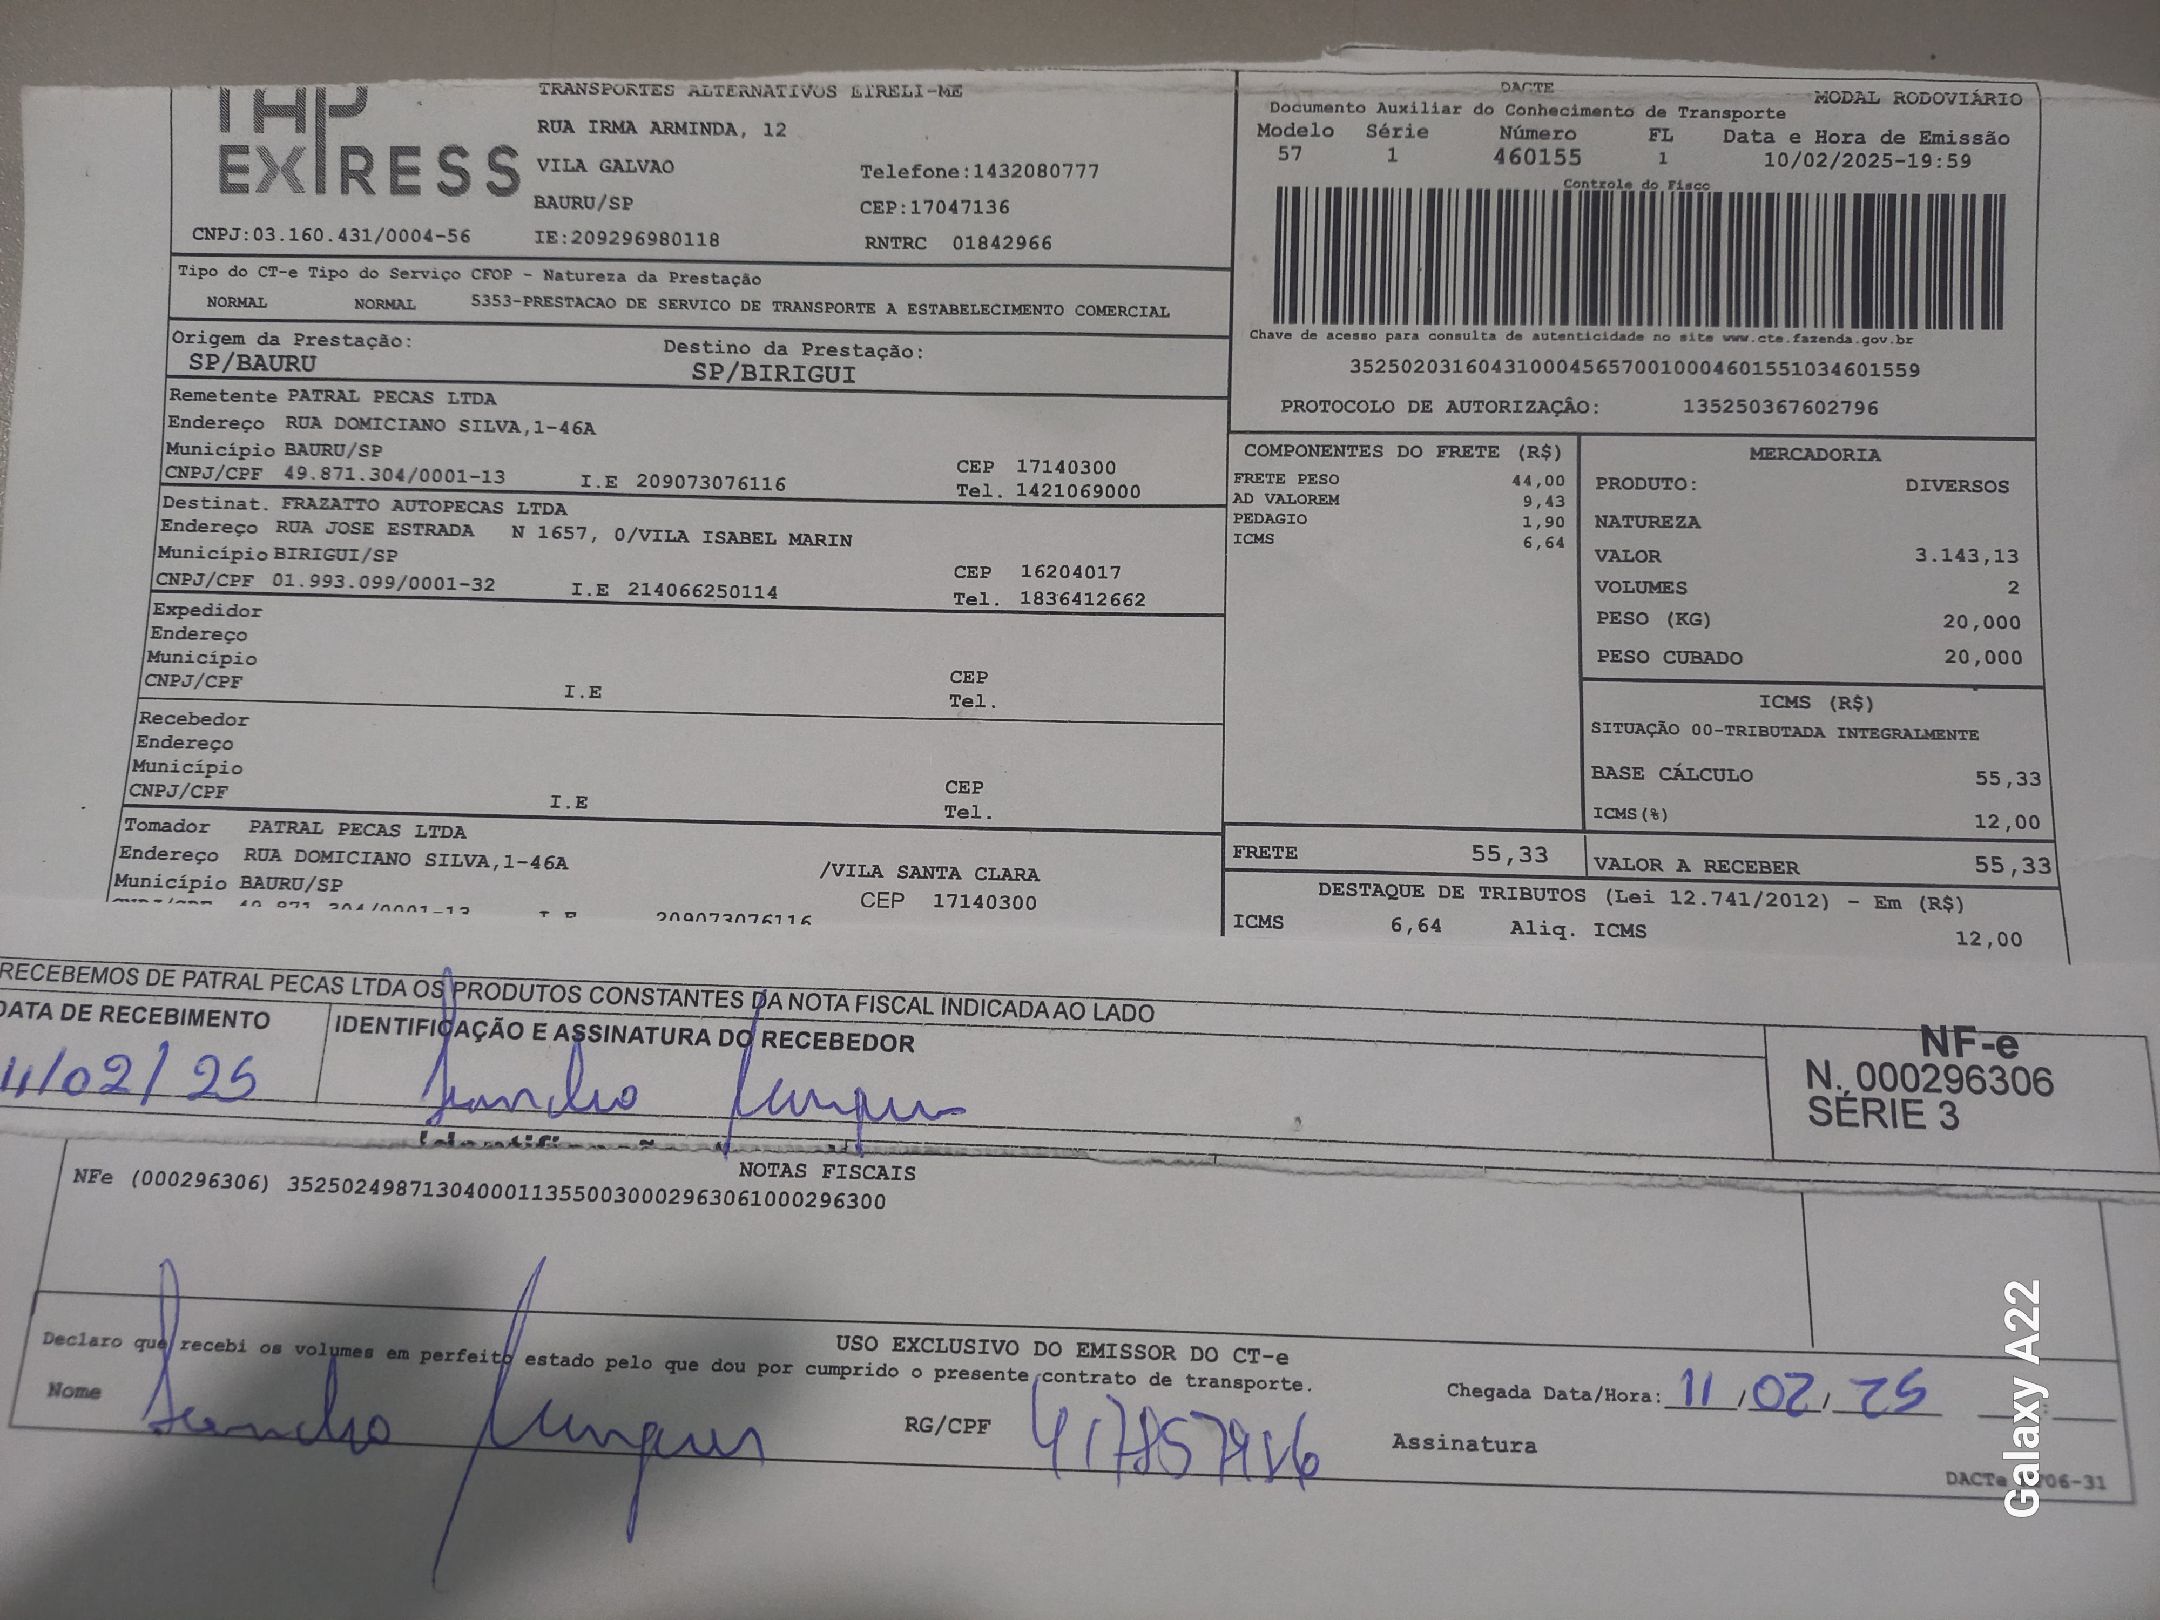 THP
EXPRESS
TRANSPORTES ALTERNATIVOS EIRELI-ME
RUA IRMA ARMINDA, 12
VILA GALVAO Telefone:1432080777
BAURU/SP CEP:17047136
CNPJ:03.160.431/0004-56 IE:209296980118 RNTRC 01842966
DACTE MODAL RODOVIÁRIO
Documento Auxiliar do Conhecimento de Transporte
Modelo Série Número FL Data e Hora de Emissão
57 1 460155 1 10/02/2025-19:59
Controle do Fisco
Chave de acesso para consulta de autenticidade no site www.cte.fazenda.gov.br
35250203160431000456570010004601551034601559
PROTOCOLO DE AUTORIZAÇÂO: 135250367602796
Tipo do CT-e Tipo do Serviço CFOP - Natureza da Prestação
NORMAL NORMAL 5353-PRESTACAO DE SERVICO DE TRANSPORTE A ESTABELECIMENTO COMERCIAL
Origem da Prestação: Destino da Prestação:
SP/BAURU SP/BIRIGUI
Remetente PATRAL PECAS LTDA
Endereço RUA DOMICIANO SILVA,1-46A
Município BAURU/SP CEP 17140300
CNPJ/CPF 49.871.304/0001-13 I.E 209073076116 Tel. 1421069000
Destinat. FRAZATTO AUTOPECAS LTDA
Endereço RUA JOSE ESTRADA N 1657, 0/VILA ISABEL MARIN
Município BIRIGUI/SP CEP 16204017
CNPJ/CPF 01.993.099/0001-32 I.E 214066250114 Tel. 1836412662
Expedidor
Endereço
Município CEP
CNPJ/CPF I.E Tel.
Recebedor
Endereço
Município CEP
CNPJ/CPF I.E Tel.
Tomador PATRAL PECAS LTDA
Endereço RUA DOMICIANO SILVA,1-46A /VILA SANTA CLARA
Município BAURU/SP CEP 17140300
CNPJ/CPF 49.871.304/0001-13 I.E 209073076116
COMPONENTES DO FRETE (R$)
FRETE PESO 44,00
AD VALOREM 9,43
PEDAGIO 1,90
ICMS 6,64
MERCADORIA
PRODUTO: DIVERSOS
NATUREZA
VALOR 3.143,13
VOLUMES 2
PESO (KG) 20,000
PESO CUBADO 20,000
ICMS (R$)
SITUAÇÃO 00-TRIBUTADA INTEGRALMENTE
BASE CÁLCULO 55,33
ICMS(%) 12,00
FRETE 55,33 VALOR A RECEBER 55,33
DESTAQUE DE TRIBUTOS (Lei 12.741/2012) - Em (R$)
ICMS 6,64 Aliq. ICMS 12,00
RECEBEMOS DE PATRAL PECAS LTDA OS PRODUTOS CONSTANTES DA NOTA FISCAL INDICADA AO LADO
DATA DE RECEBIMENTO IDENTIFICAÇÃO E ASSINATURA DO RECEBEDOR
11/02/25
NF-e
N. 000296306
SÉRIE 3
NOTAS FISCAIS
NFe (000296306) 35250249871304000113550030002963061000296300
USO EXCLUSIVO DO EMISSOR DO CT-e
Declaro que recebi os volumes em perfeito estado pelo que dou por cumprido o presente contrato de transporte.
Nome RG/CPF Assinatura
Chegada Data/Hora: 11/02/25
DACTe 06-31
Galaxy A22